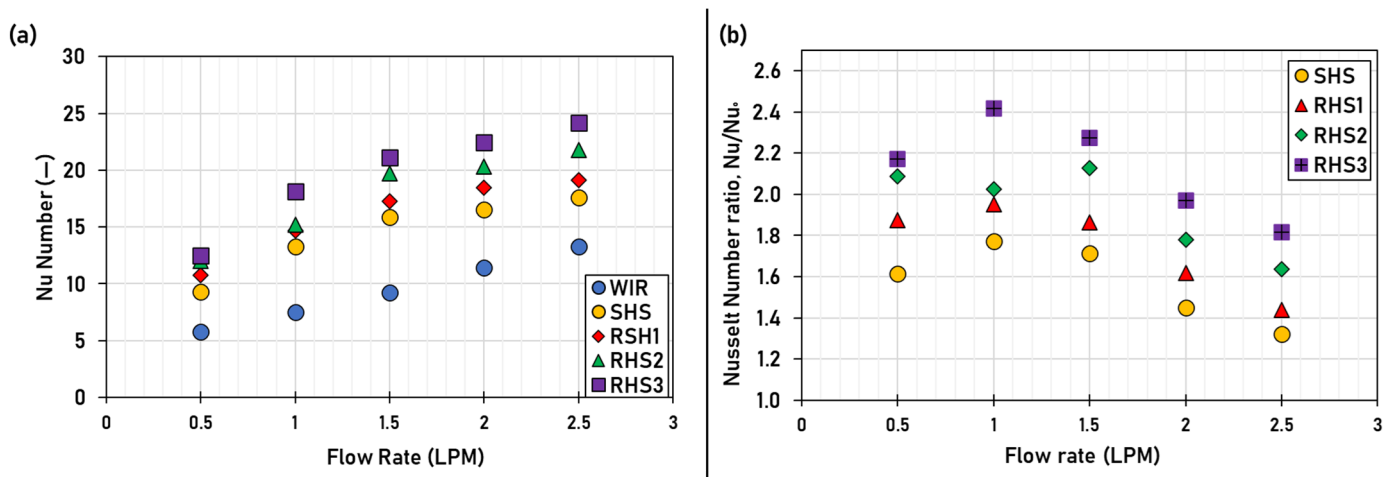 (a)
30
25
20
15
10
5
0
Nu Number (—)
0 0.5 1 1.5 2 2.5 3
Flow Rate (LPM)
WIR
SHS
RSH1
RHS2
RHS3
(b)
2.6
2.4
2.2
2.0
1.8
1.6
1.4
1.2
1.0
Nusselt Number ratio, Nu/Nu₀
0 0.5 1 1.5 2 2.5 3
Flow rate (LPM)
SHS
RHS1
RHS2
RHS3